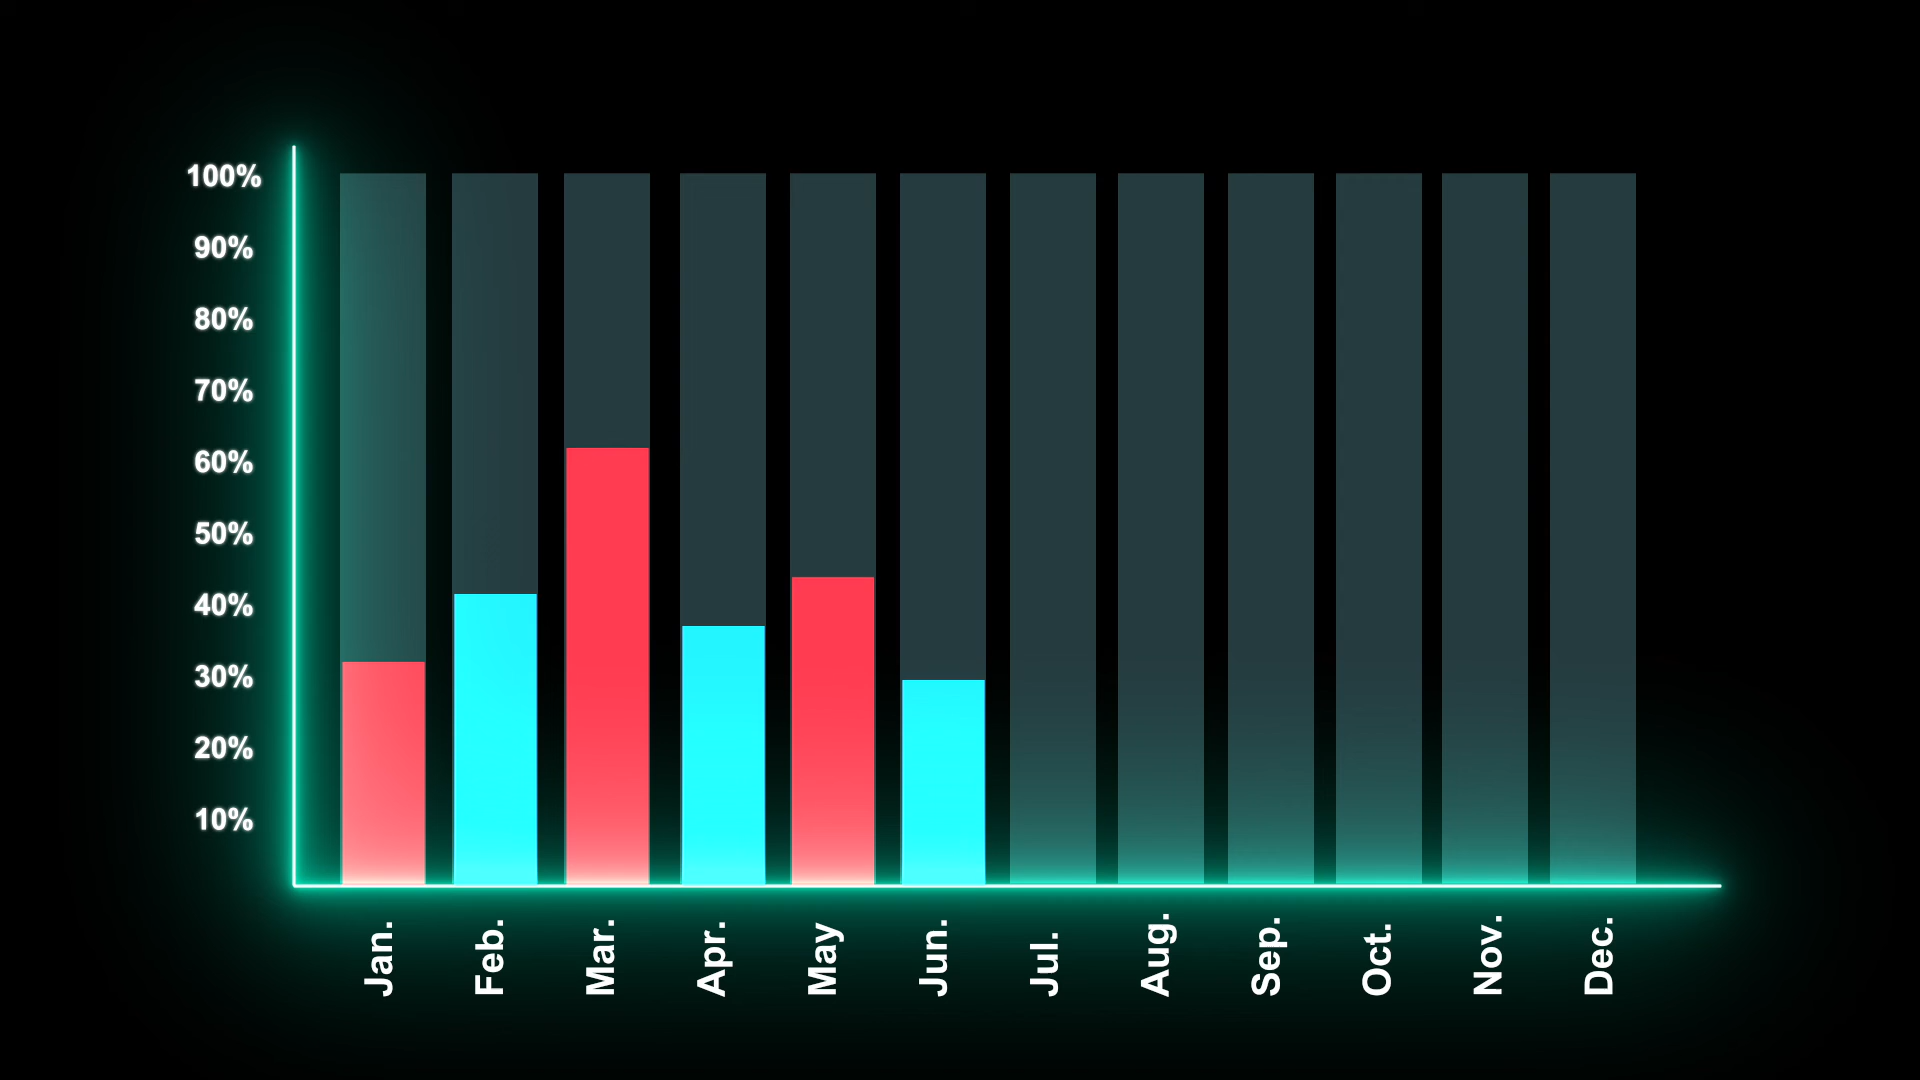 100%
90%
80%
70%
60%
50%
40%
30%
20%
10%
Jan.
Feb.
Mar.
Apr.
May
Jun.
Jul.
Aug.
Sep.
Oct.
Nov.
Dec.